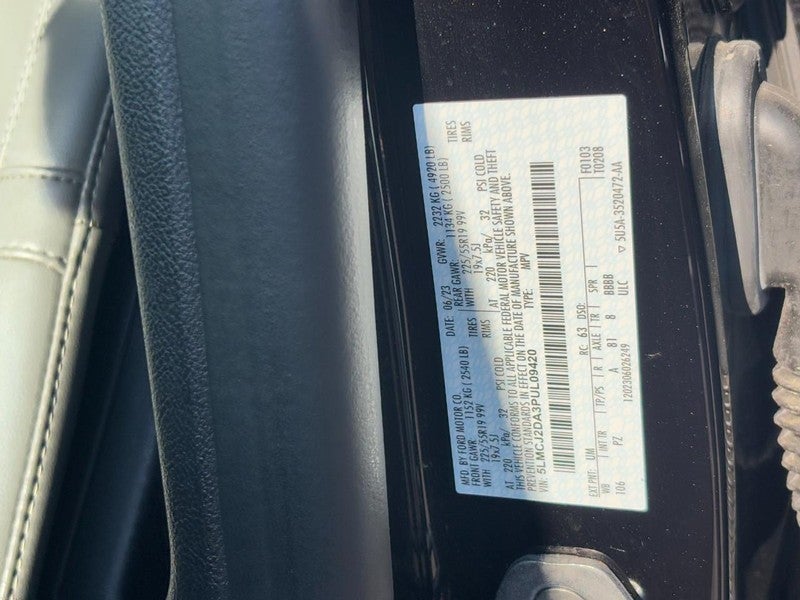 MFD. BY FORD MOTOR CO. DATE: 06/23 GVWR: 2232 KG ( 4920 LB)
FRONT GAWR: 1152 KG ( 2540 LB) REAR GAWR: 1134 KG ( 2500 LB)
WITH 225/55R19 99V TIRES WITH 225/55R19 99V TIRES
19x7.5J RIMS 19x7.5J RIMS
AT 220 kPa/ 32 PSI COLD AT 220 kPa/ 32 PSI COLD
THIS VEHICLE CONFORMS TO ALL APPLICABLE FEDERAL MOTOR VEHICLE SAFETY AND THEFT
PREVENTION STANDARDS IN EFFECT ON THE DATE OF MANUFACTURE SHOWN ABOVE.
VIN: 5LMCJ2DA3PUL09420 TYPE: MPV
EXT PNT: UM RC: 63 DSO: F0103
WB INT TR TP/PS R AXLE TR SPR T0208
106 PZ A 81 8 BBBB
1202306026249 ULC ▽ 5U5A-3520472-AA